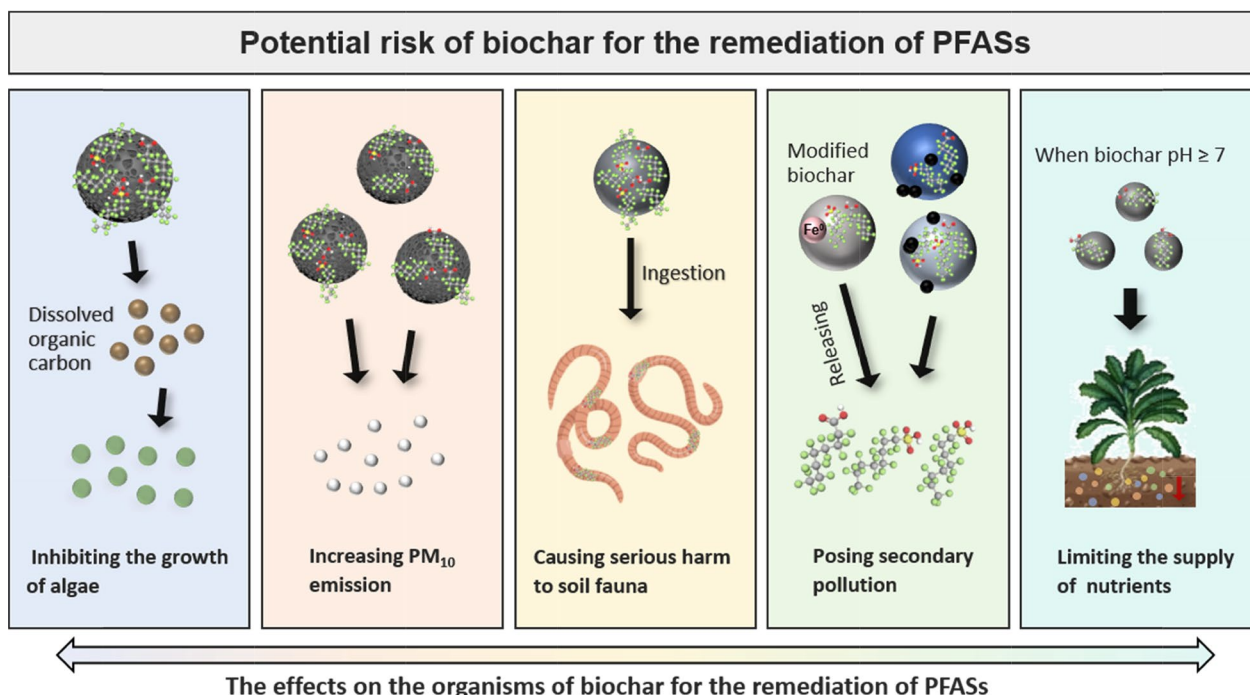 Potential risk of biochar for the remediation of PFASs
Dissolved
organic
carbon
Inhibiting the growth
of algae
Increasing PM₁₀
emission
Ingestion
Causing serious harm
to soil fauna
Modified
biochar
Fe⁰
Releasing
Posing secondary
pollution
When biochar pH ≥ 7
Limiting the supply
of nutrients
The effects on the organisms of biochar for the remediation of PFASs